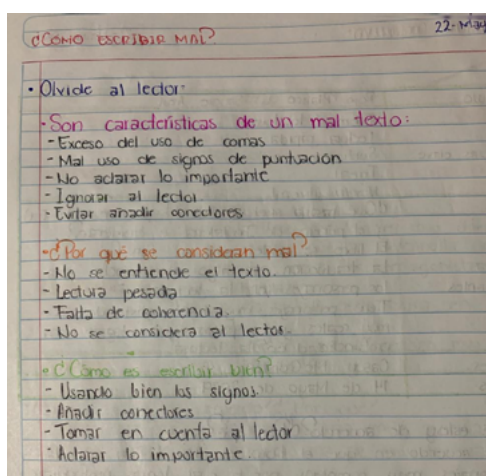 22-May
¿COMO ESCRIBIR MAL?
• Olvide al lector.
- Son características de un mal texto:
- Exceso del uso de comas
- Mal uso de signos de puntuación
- No aclarar lo importante
- Ignorar al lector
- Evitar añadir conectores
- ¿Por qué se consideran mal?
- No se entiende el texto.
- Lectura pesada
- Falta de coherencia.
- No se considera al lector.
• ¿Cómo es escribir bien?
- Usando bien los signos.
- Añadir conectores
- Tomar en cuenta al lector
- Aclarar lo importante.